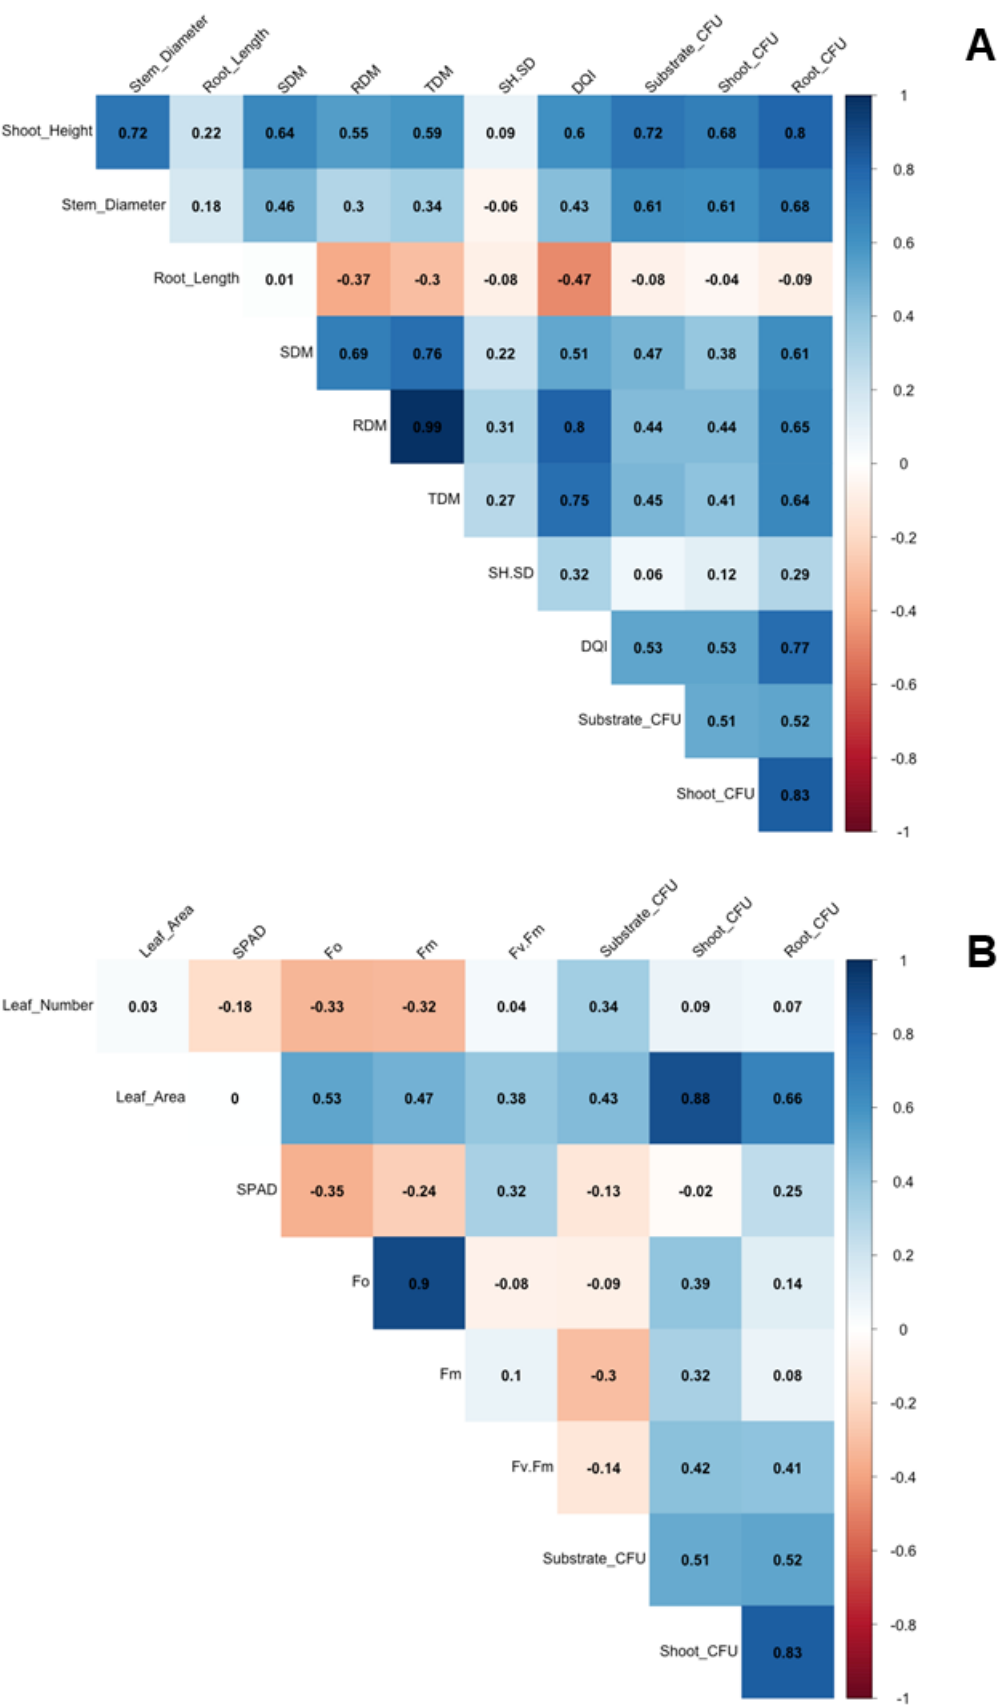 A
Stem_Diameter Root_Length SDM RDM TDM SH.SD DQI Substrate_CFU Shoot_CFU Root_CFU
Shoot_Height 0.72 0.22 0.64 0.55 0.59 0.09 0.6 0.72 0.68 0.8
Stem_Diameter 0.18 0.46 0.3 0.34 -0.06 0.43 0.61 0.61 0.68
Root_Length 0.01 -0.37 -0.3 -0.08 -0.47 -0.08 -0.04 -0.09
SDM 0.69 0.76 0.22 0.51 0.47 0.38 0.61
RDM 0.99 0.31 0.8 0.44 0.44 0.65
TDM 0.27 0.75 0.45 0.41 0.64
SH.SD 0.32 0.06 0.12 0.29
DQI 0.53 0.53 0.77
Substrate_CFU 0.51 0.52
Shoot_CFU 0.83
1
0.8
0.6
0.4
0.2
0
-0.2
-0.4
-0.6
-0.8
-1
B
Leaf_Area SPAD Fo Fm Fv.Fm Substrate_CFU Shoot_CFU Root_CFU
Leaf_Number 0.03 -0.18 -0.33 -0.32 0.04 0.34 0.09 0.07
Leaf_Area 0 0.53 0.47 0.38 0.43 0.88 0.66
SPAD -0.35 -0.24 0.32 -0.13 -0.02 0.25
Fo 0.9 -0.08 -0.09 0.39 0.14
Fm 0.1 -0.3 0.32 0.08
Fv.Fm -0.14 0.42 0.41
Substrate_CFU 0.51 0.52
Shoot_CFU 0.83
1
0.8
0.6
0.4
0.2
0
-0.2
-0.4
-0.6
-0.8
-1